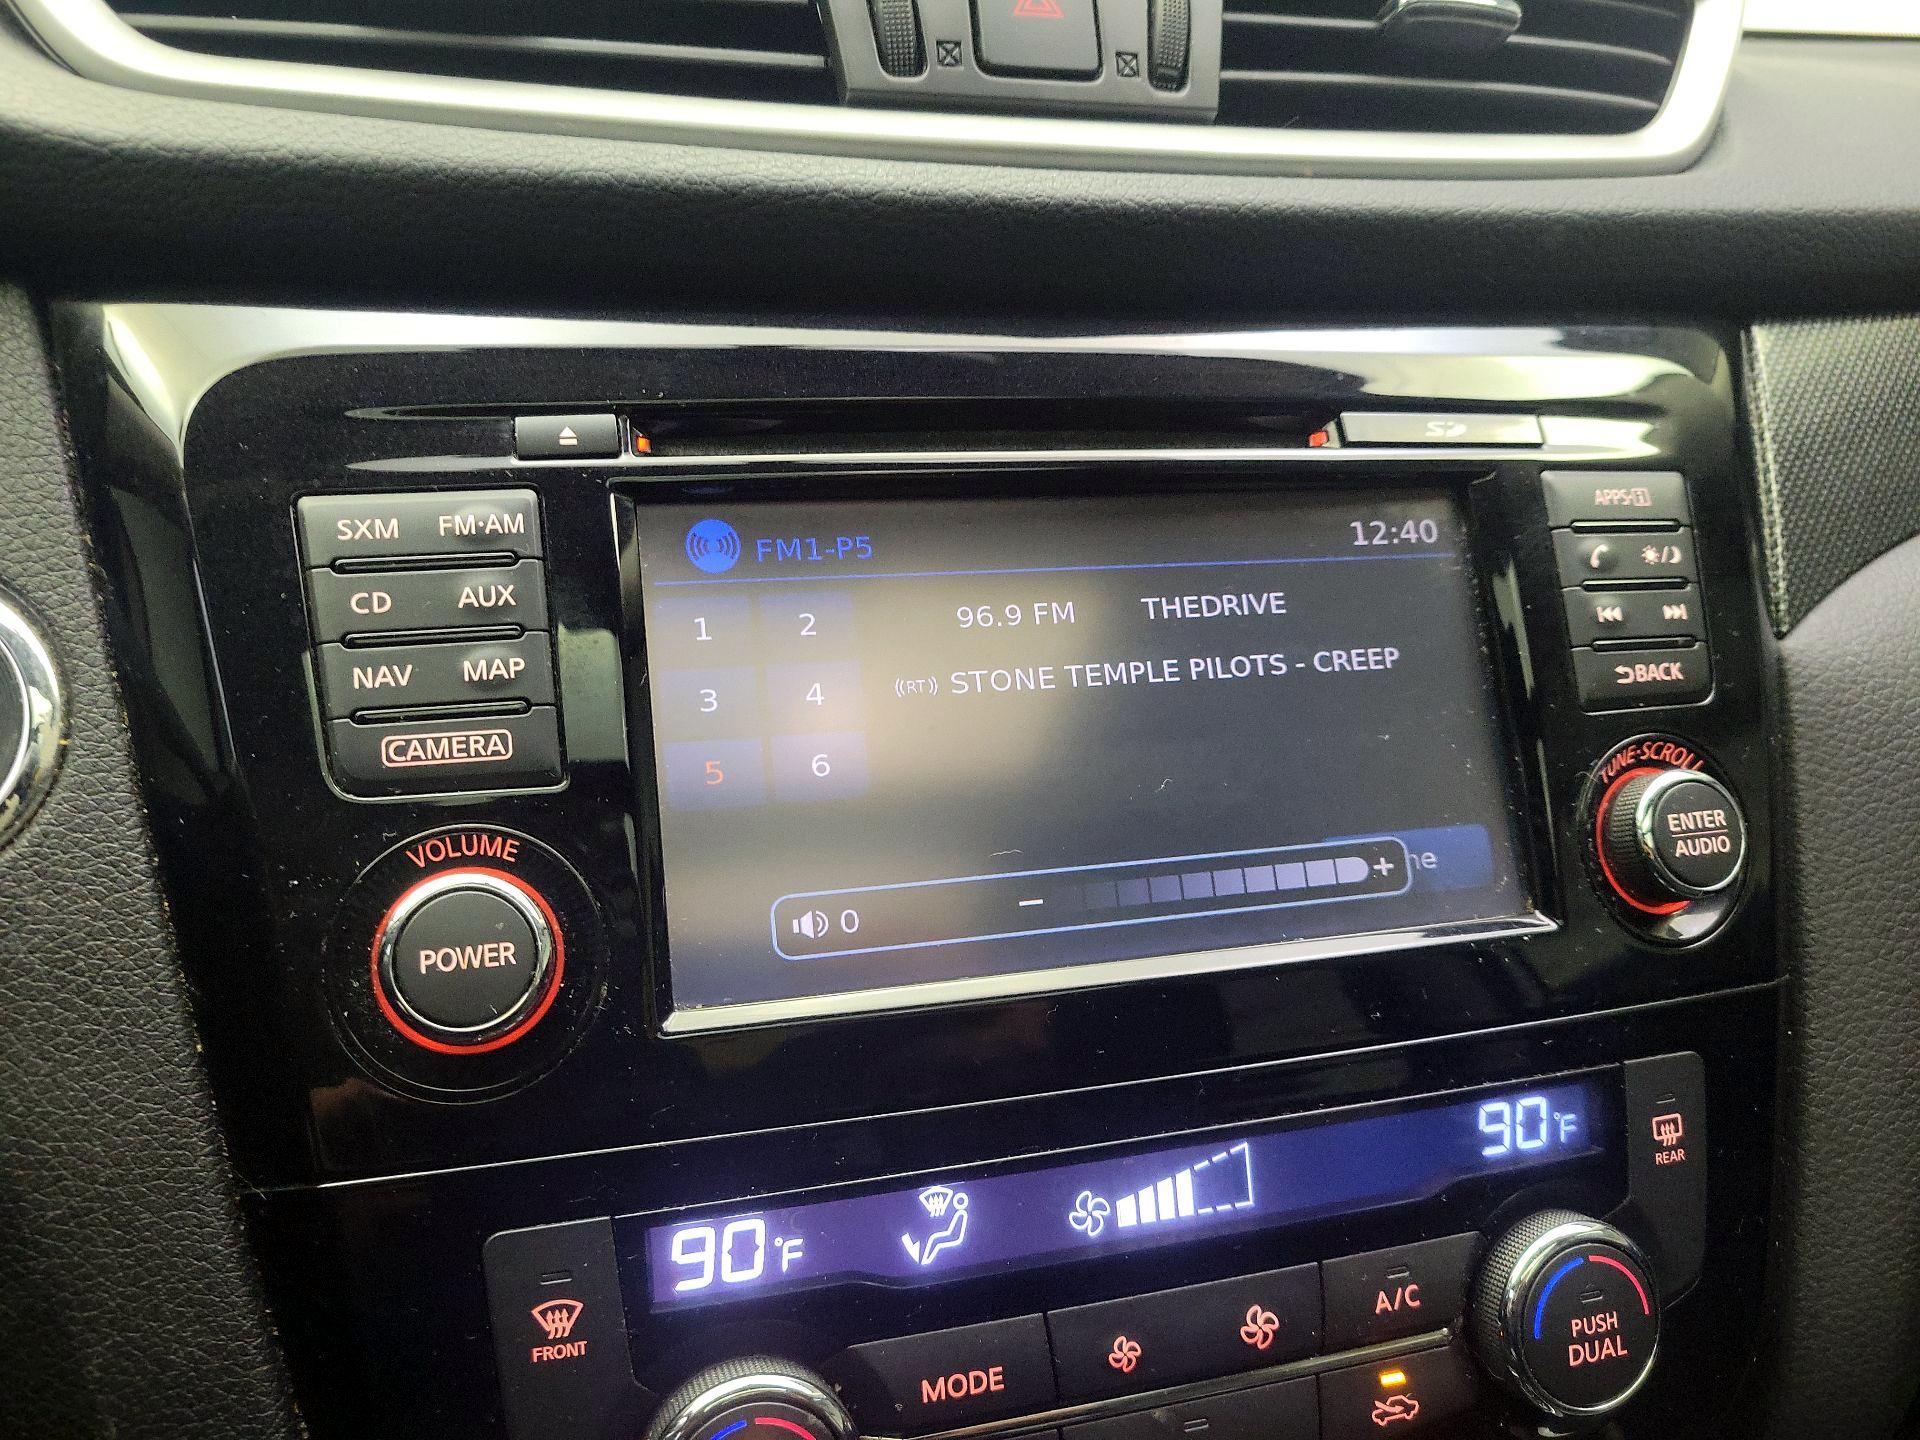 SD
SXM FM·AM
CD AUX
NAV MAP
CAMERA
VOLUME
POWER
FM1-P5 12:40
1 2
3 4
5 6
96.9 FM THEDRIVE
((RT)) STONE TEMPLE PILOTS - CREEP
0 − +
APPS·i
BACK
TUNE·SCROLL
ENTER
AUDIO
90°F
90°F
REAR
FRONT
MODE
A/C
PUSH
DUAL